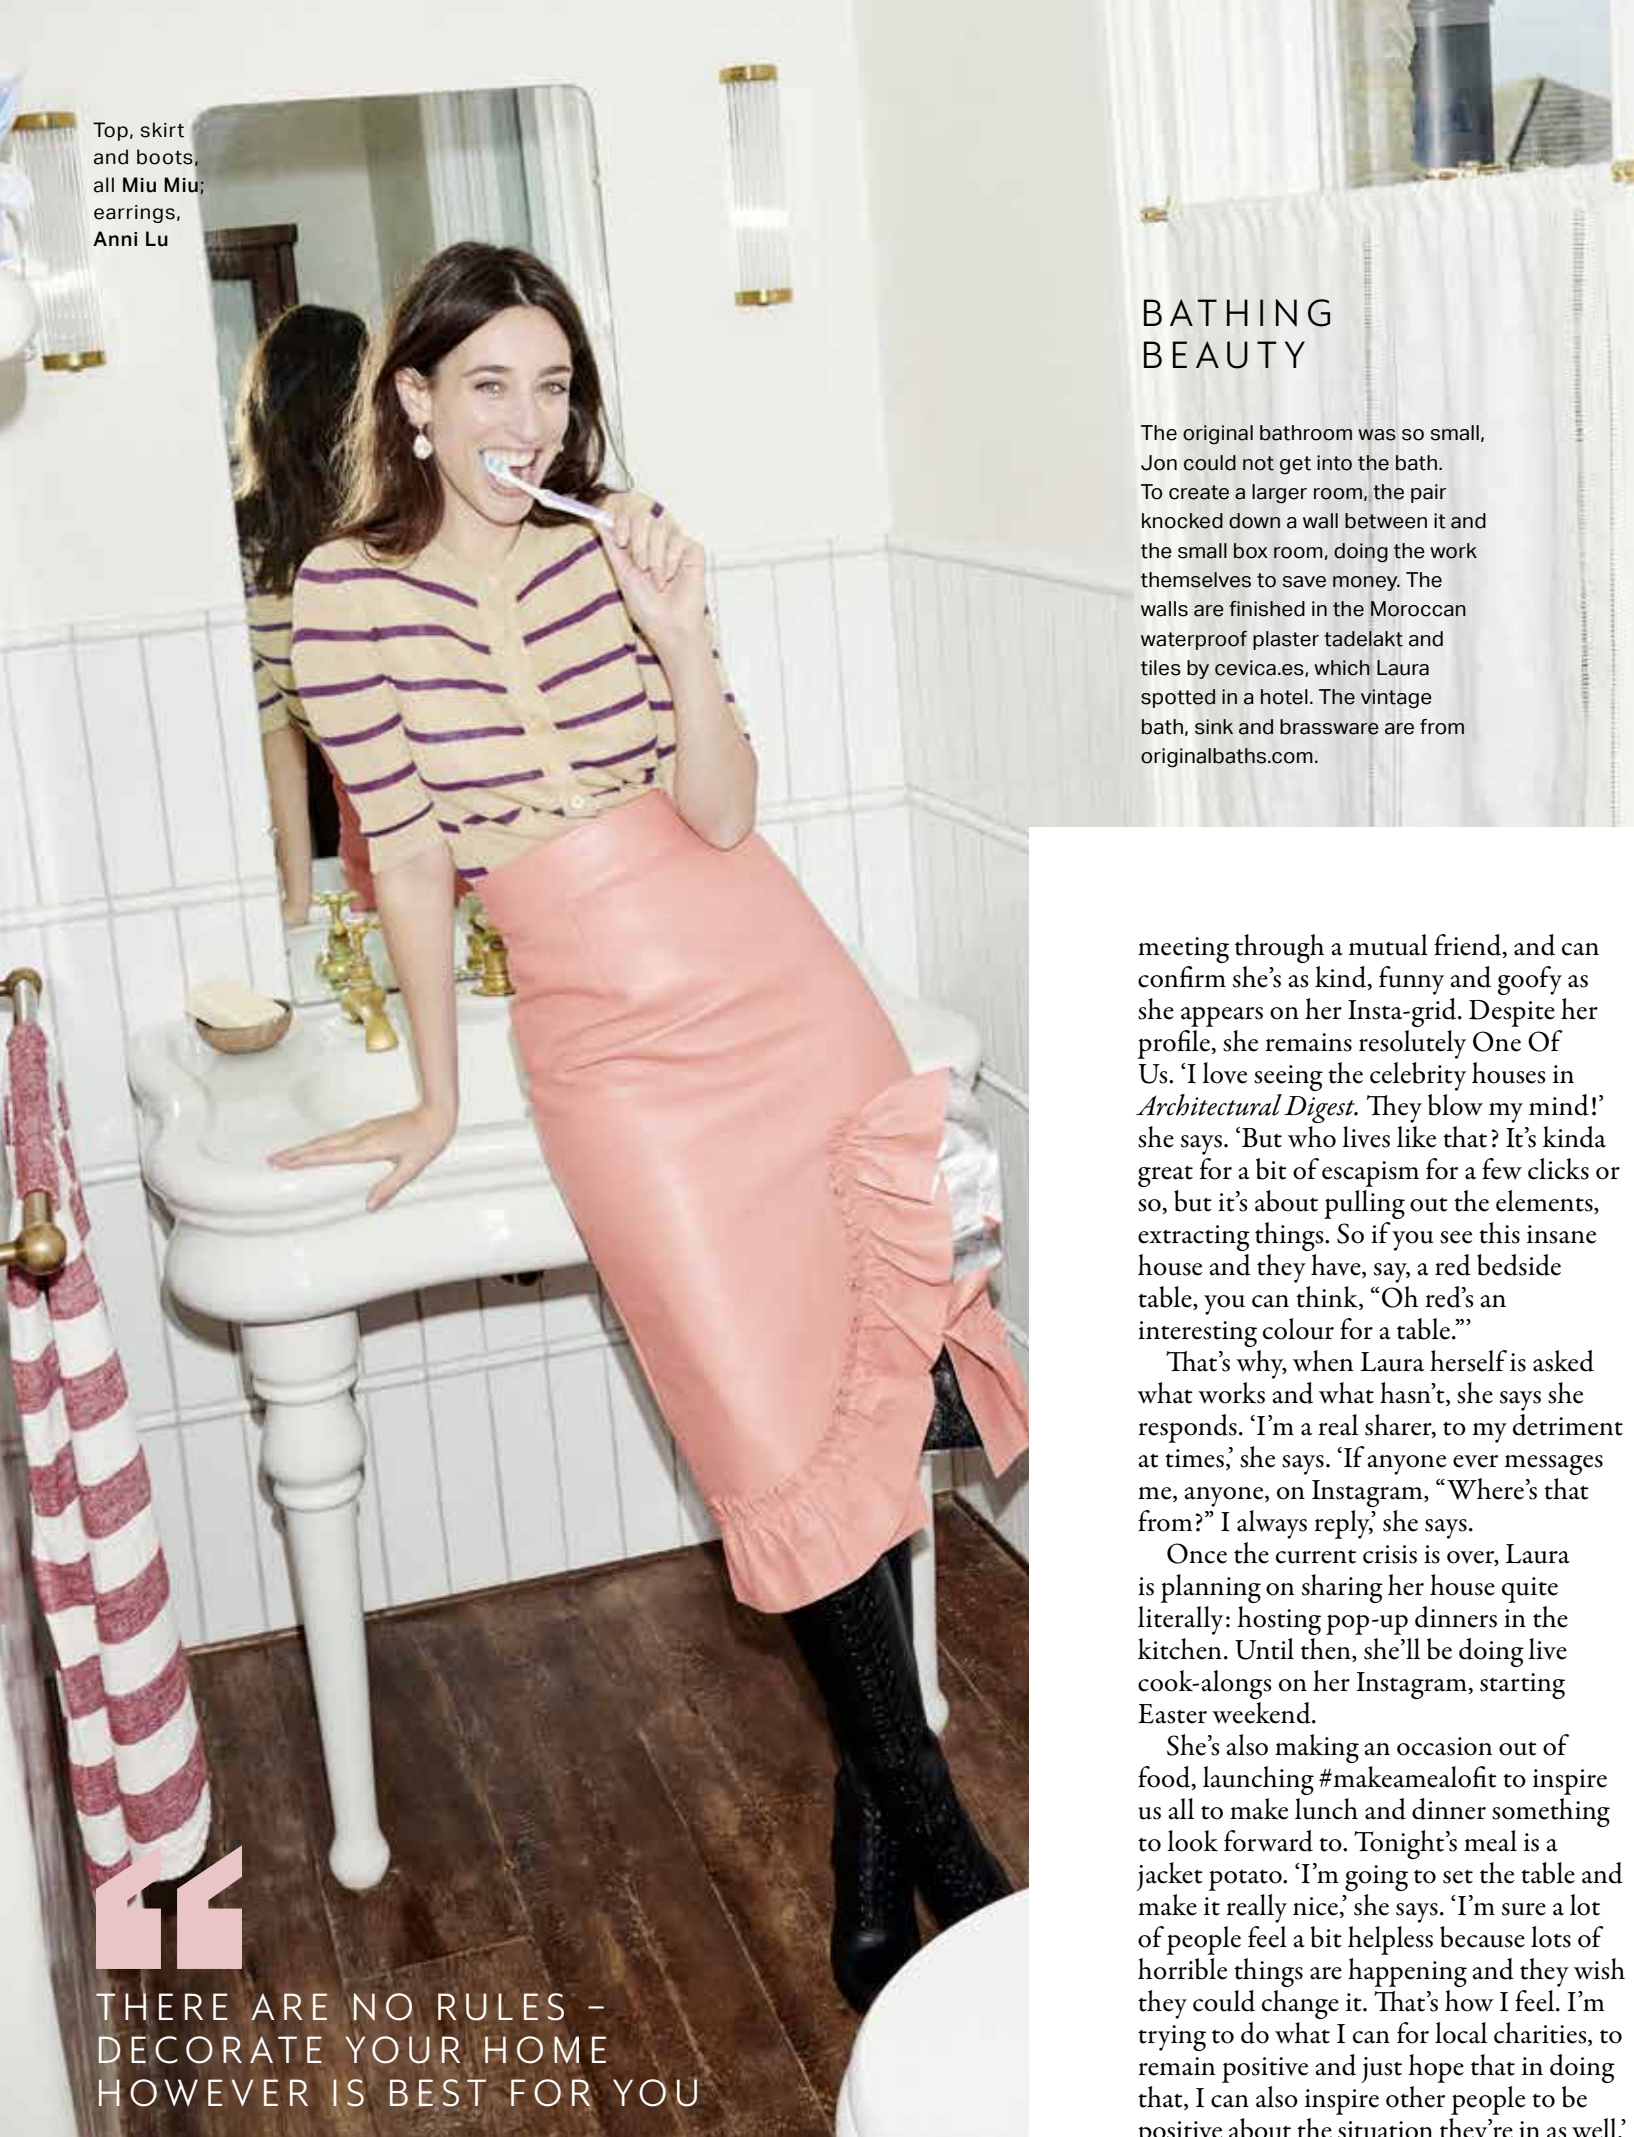 Top, skirt
and boots,
all Miu Miu;
earrings,
Anni Lu
BATHING
BEAUTY
The original bathroom was so small,
Jon could not get into the bath.
To create a larger room, the pair
knocked down a wall between it and
the small box room, doing the work
themselves to save money. The
walls are finished in the Moroccan
waterproof plaster tadelakt and
tiles by cevica.es, which Laura
spotted in a hotel. The vintage
bath, sink and brassware are from
originalbaths.com.
meeting through a mutual friend, and can
confirm she’s as kind, funny and goofy as
she appears on her Insta-grid. Despite her
profile, she remains resolutely One Of
Us. ‘I love seeing the celebrity houses in
Architectural Digest. They blow my mind!’
she says. ‘But who lives like that? It’s kinda
great for a bit of escapism for a few clicks or
so, but it’s about pulling out the elements,
extracting things. So if you see this insane
house and they have, say, a red bedside
table, you can think, “Oh red’s an
interesting colour for a table.”’
That’s why, when Laura herself is asked
what works and what hasn’t, she says she
responds. ‘I’m a real sharer, to my detriment
at times,’ she says. ‘If anyone ever messages
me, anyone, on Instagram, “Where’s that
from?” I always reply,’ she says.
Once the current crisis is over, Laura
is planning on sharing her house quite
literally: hosting pop-up dinners in the
kitchen. Until then, she’ll be doing live
cook-alongs on her Instagram, starting
Easter weekend.
She’s also making an occasion out of
food, launching #makeamealofit to inspire
us all to make lunch and dinner something
to look forward to. Tonight’s meal is a
jacket potato. ‘I’m going to set the table and
make it really nice,’ she says. ‘I’m sure a lot
of people feel a bit helpless because lots of
horrible things are happening and they wish
they could change it. That’s how I feel. I’m
trying to do what I can for local charities, to
remain positive and just hope that in doing
that, I can also inspire other people to be
positive about the situation they’re in as well.’
“
THERE ARE NO RULES –
DECORATE YOUR HOME
HOWEVER IS BEST FOR YOU